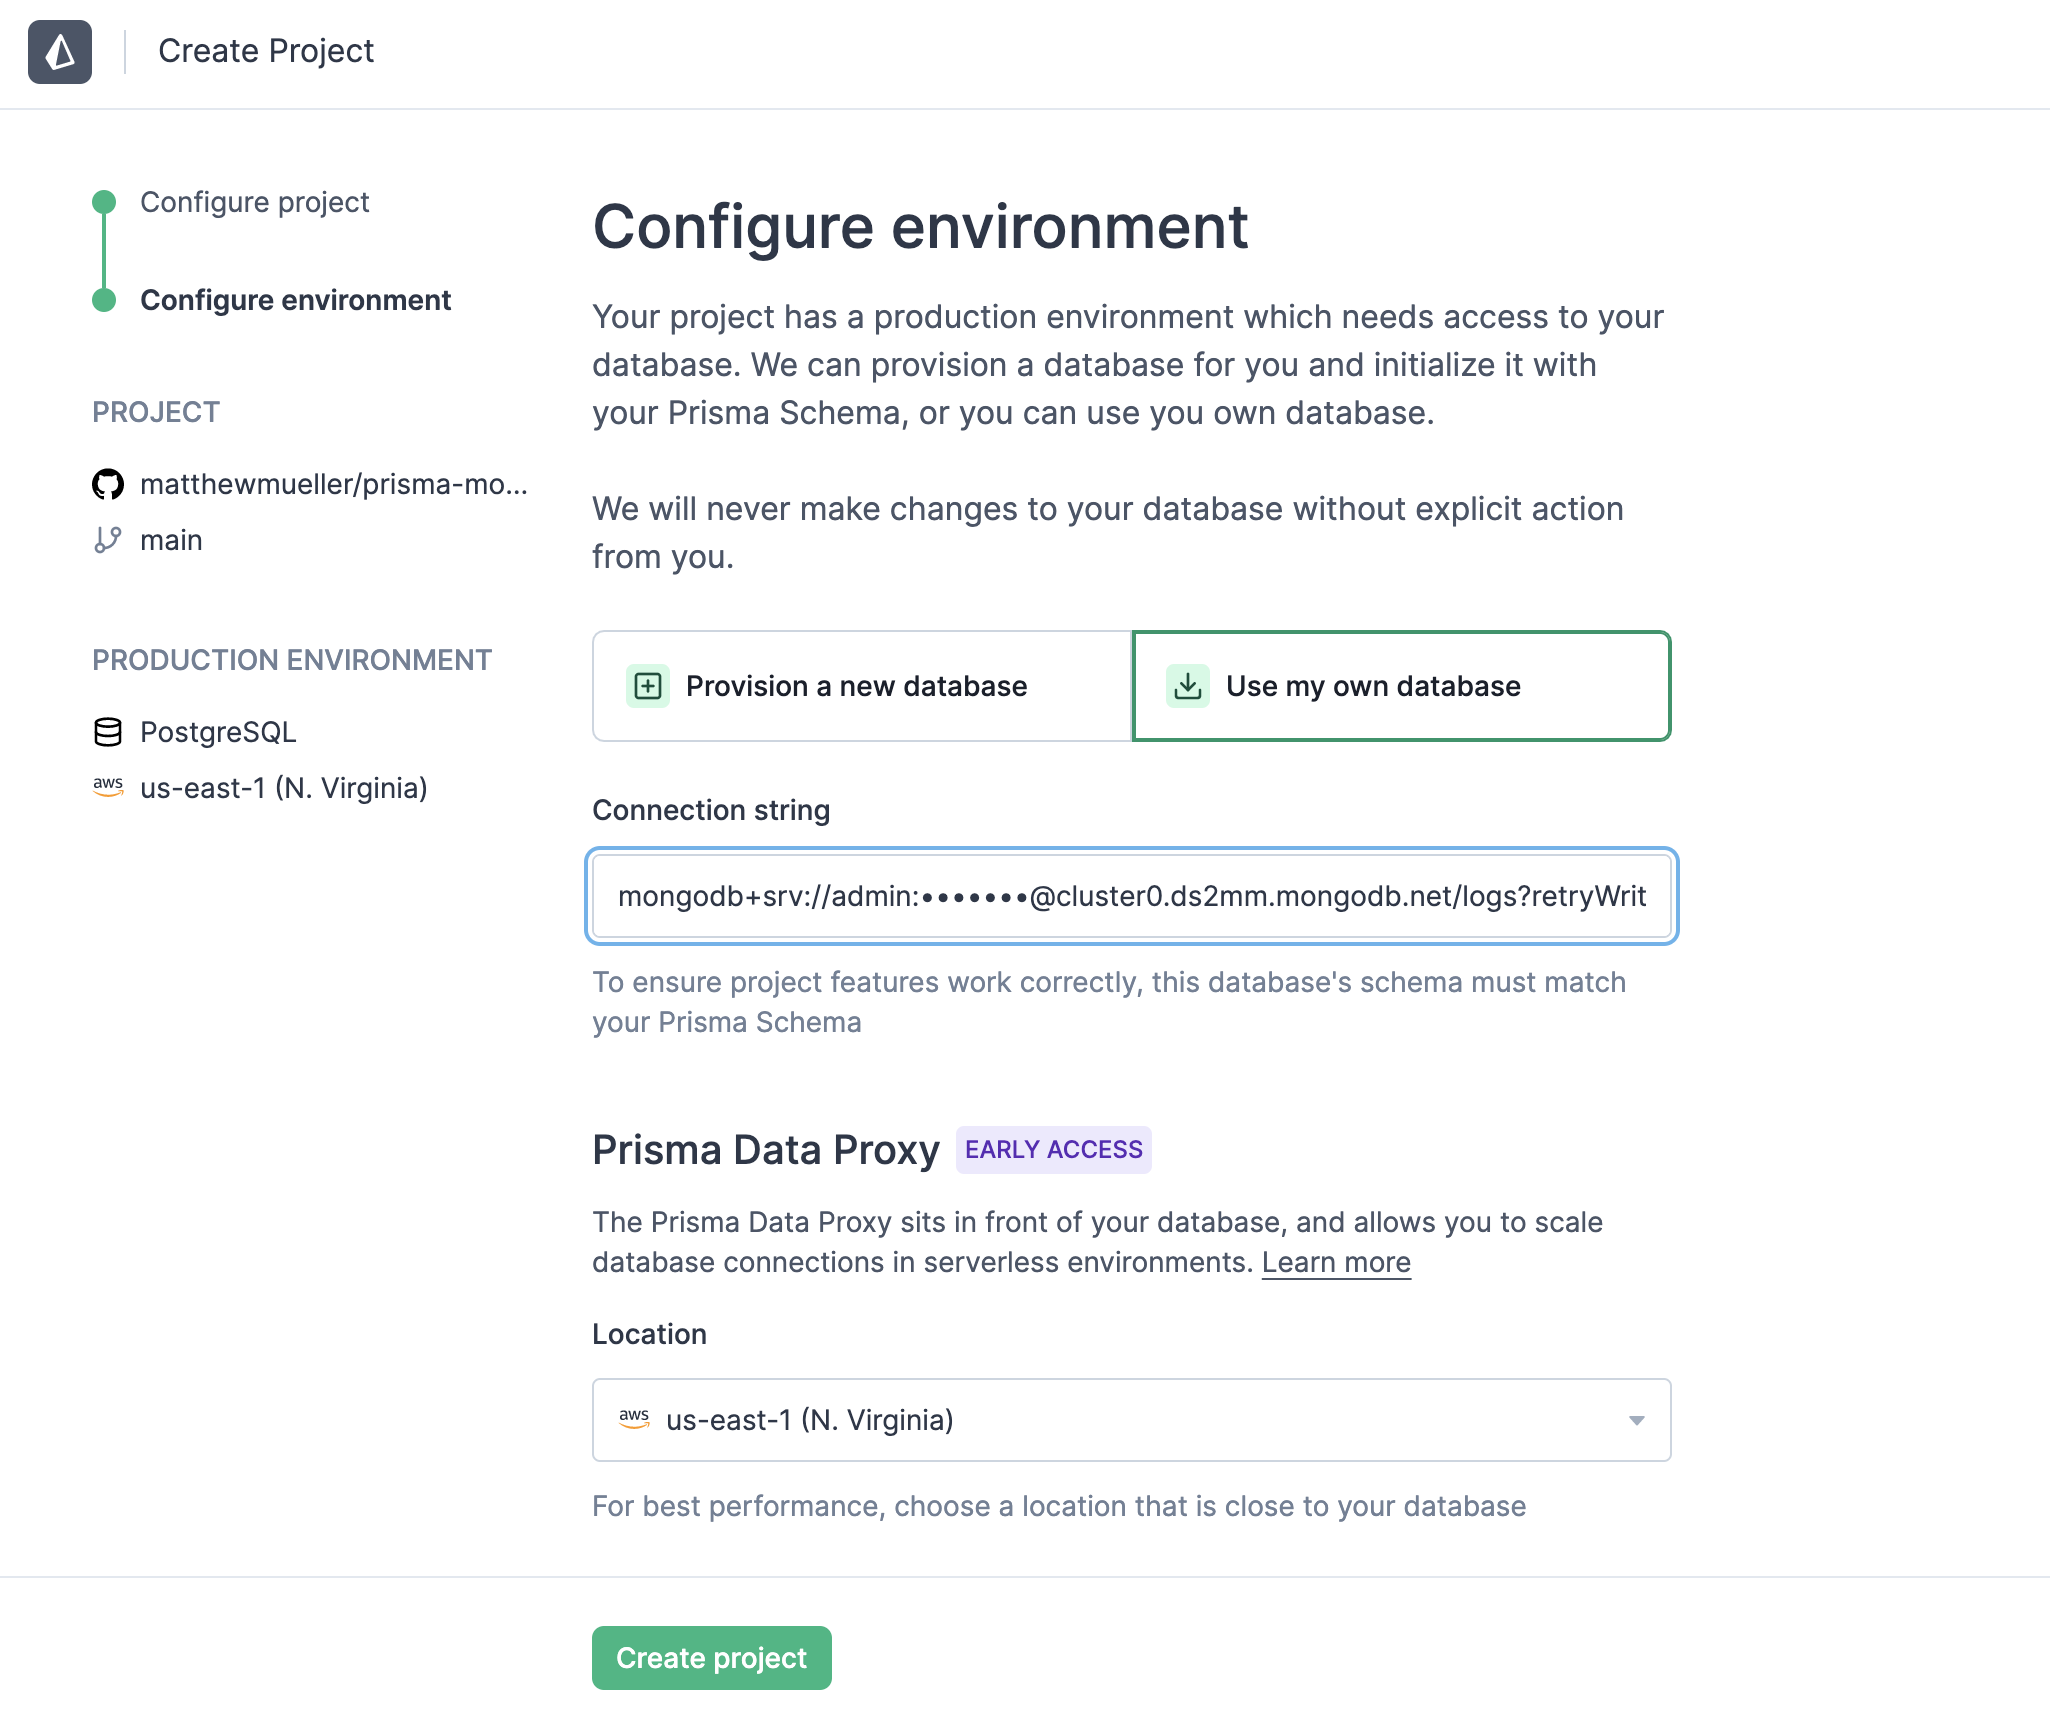 Create Project
Configure project
Configure environment
PROJECT
matthewmueller/prisma-mo...
main
PRODUCTION ENVIRONMENT
PostgreSQL
aws us-east-1 (N. Virginia)
Configure environment
Your project has a production environment which needs access to your
database. We can provision a database for you and initialize it with
your Prisma Schema, or you can use you own database.
We will never make changes to your database without explicit action
from you.
Provision a new database
Use my own database
Connection string
mongodb+srv://admin:•••••••@cluster0.ds2mm.mongodb.net/logs?retryWrit
To ensure project features work correctly, this database's schema must match
your Prisma Schema
Prisma Data Proxy EARLY ACCESS
The Prisma Data Proxy sits in front of your database, and allows you to scale
database connections in serverless environments. Learn more
Location
aws us-east-1 (N. Virginia)
For best performance, choose a location that is close to your database
Create project